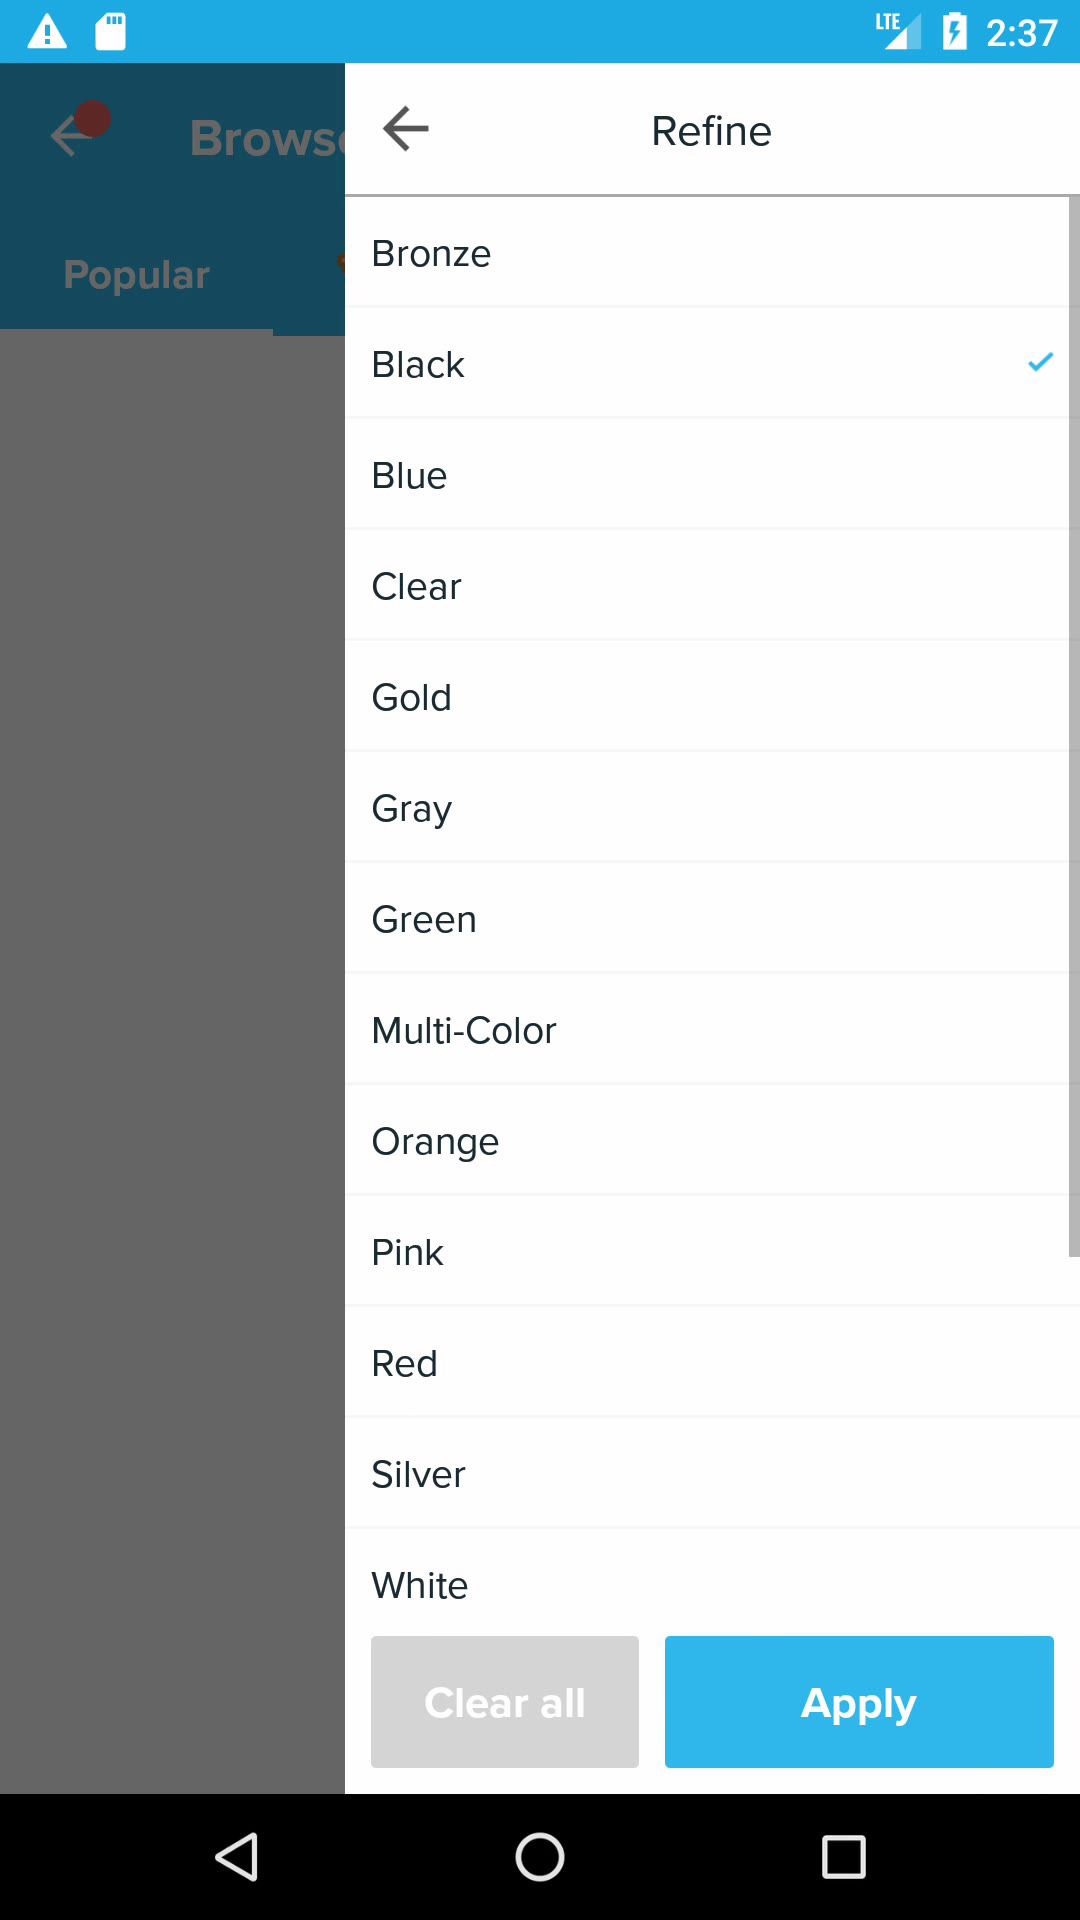 LTE 2:37
Refine
Popular
Bronze
Black
Blue
Clear
Gold
Gray
Green
Multi-Color
Orange
Pink
Red
Silver
White
Clear all
Apply